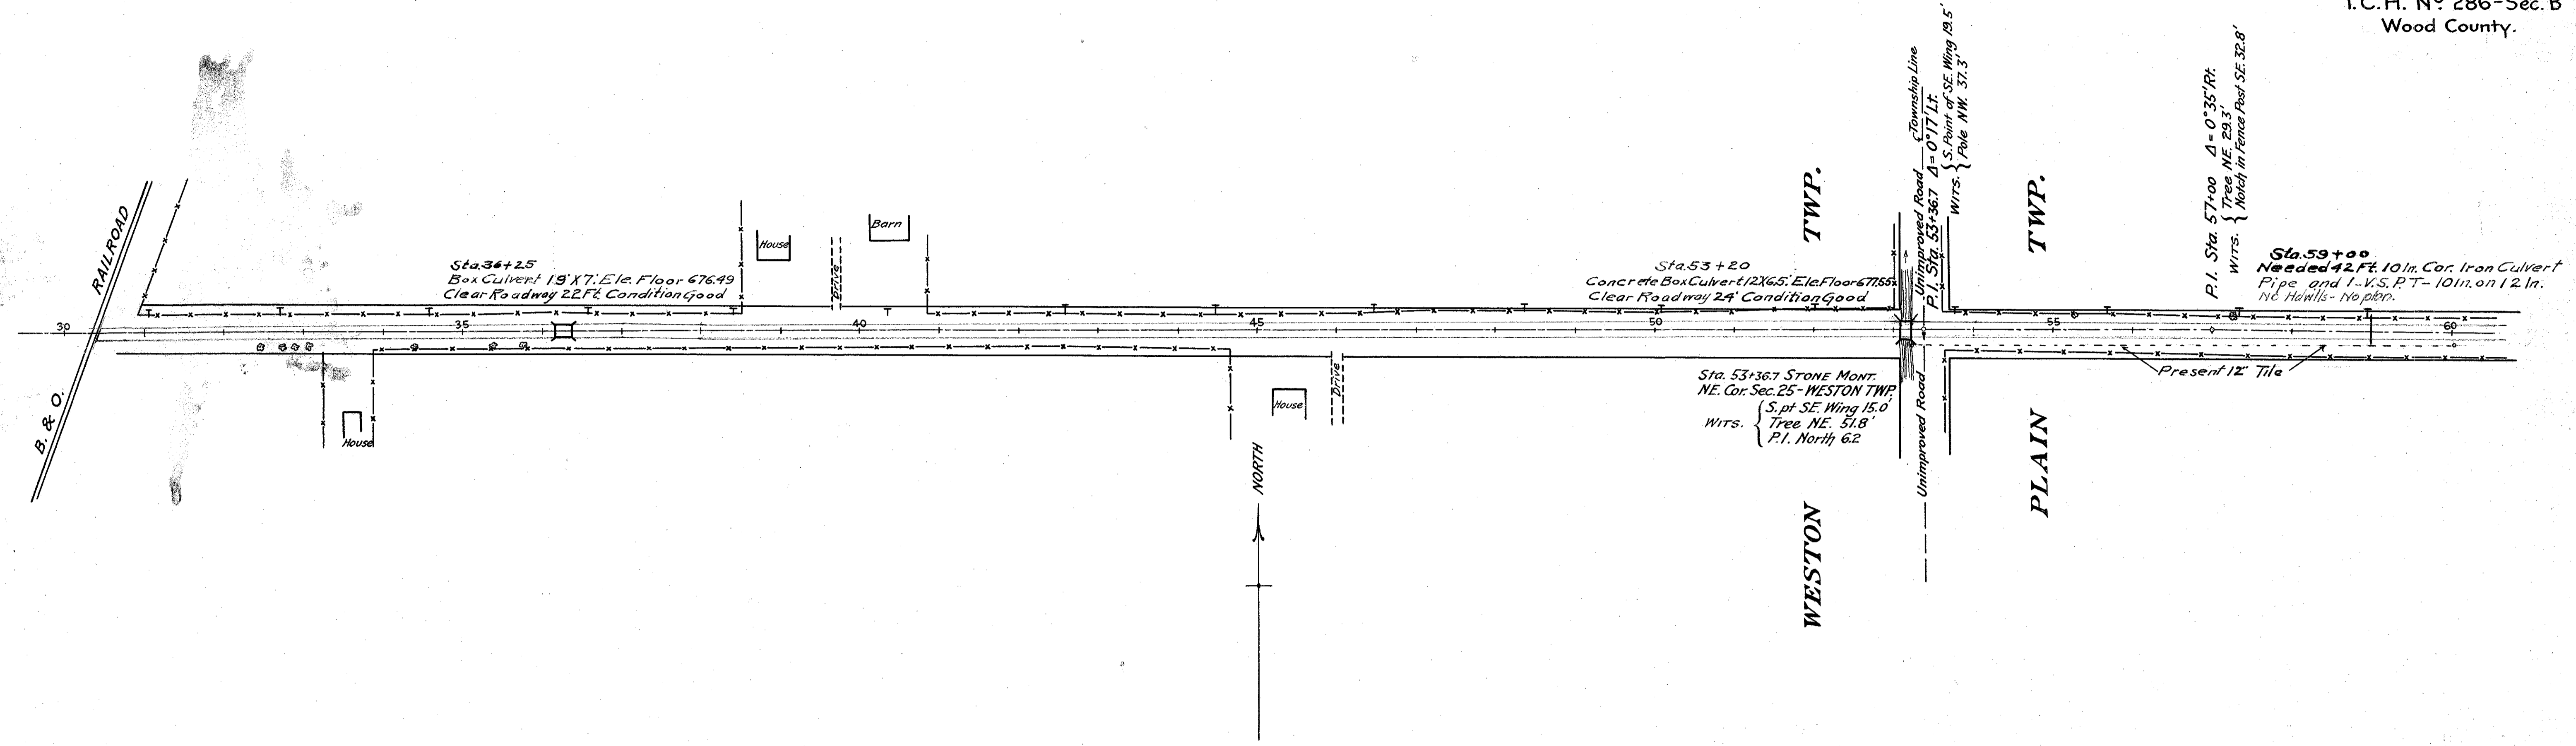 I.C.H. No 286-Sec. B
Wood County.
RAILROAD
B. & O.
Sta. 36+25
Box Culvert 19'X7'. Ele. Floor 676.49
Clear Roadway 22 Ft. Condition Good
House
Drive
Barn
Sta. 53+20
Concrete Box Culvert 12'X6.5'. Ele Floor 677.55
Clear Roadway 24' Condition Good
TWP.
Unimproved Road
Township Line
P.I. Sta. 53+36.7 Δ=0°17' Lt.
WITS. { S. Point of S.E. Wing 19.5'
Pole NW. 37.3'
TWP.
P.I. Sta. 57+00 Δ=0°35' Rt.
WITS. { Tree NE. 29.3'
Notch in Fence Post SE. 32.8'
Sta. 59+00
Needed 42 Ft. 10 In. Cor. Iron Culvert
Pipe and 1-V.S.P.T-10 In. on 12 In.
No Hdwlls-No plan.
30
35
40
45
50
55
60
House
House
Drive
Present 12" Tile
Sta. 53+36.7 STONE MONT.
NE. Cor. Sec. 25-WESTON TWP.
WITS. { S. pt SE. Wing 15.0'
Tree NE. 51.8'
P.I. North 6.2
Unimproved Road
NORTH
WESTON
PLAIN